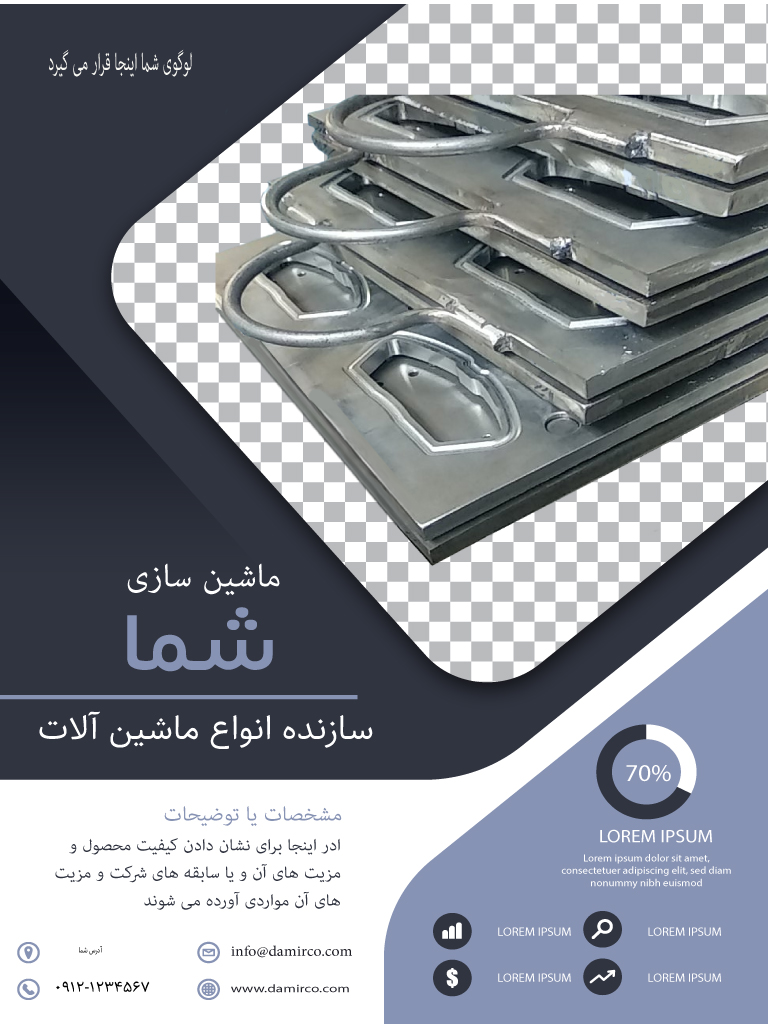 لوگوی شما اینجا قرار می گیرد
ماشین سازی
شما
سازنده انواع ماشین آلات
70%
LOREM IPSUM
Lorem ipsum dolor sit amet,
consectetuer adipiscing elit, sed diam
nonummy nibh euismod
مشخصات یا توضیحات
ادر اینجا برای نشان دادن کیفیت محصول و
مزیت های آن و یا سابقه های شرکت و مزیت
های آن مواردی آورده می شوند
LOREM IPSUM
LOREM IPSUM
آدرس شما
info@damirco.com
LOREM IPSUM
LOREM IPSUM
۰۹۱۲-۱۲۳۴۵۶۷
www.damirco.com